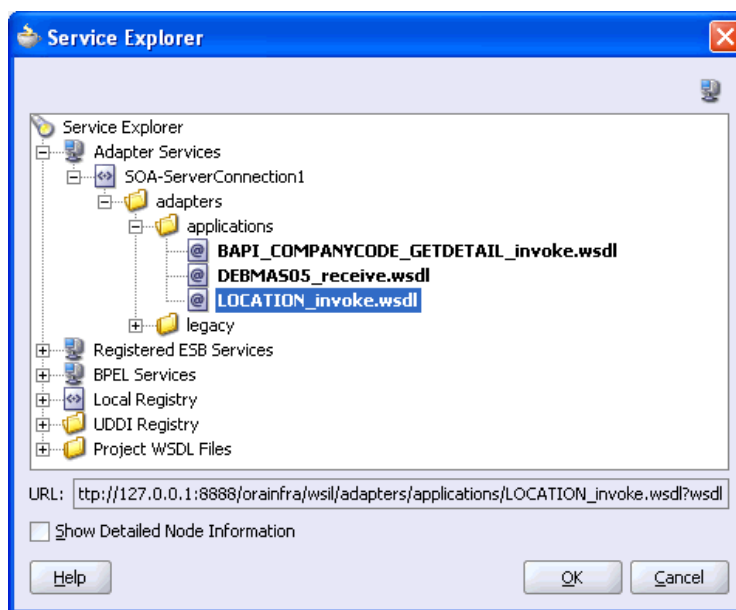 Service Explorer
Service Explorer
Adapter Services
SOA-ServerConnection1
adapters
applications
BAPI_COMPANYCODE_GETDETAIL_invoke.wsdl
DEBMAS05_receive.wsdl
LOCATION_invoke.wsdl
legacy
Registered ESB Services
BPEL Services
Local Registry
UDDI Registry
Project WSDL Files
URL: ttp://127.0.0.1:8888/orainfra/wsil/adapters/applications/LOCATION_invoke.wsdl?wsdl
Show Detailed Node Information
Help OK Cancel